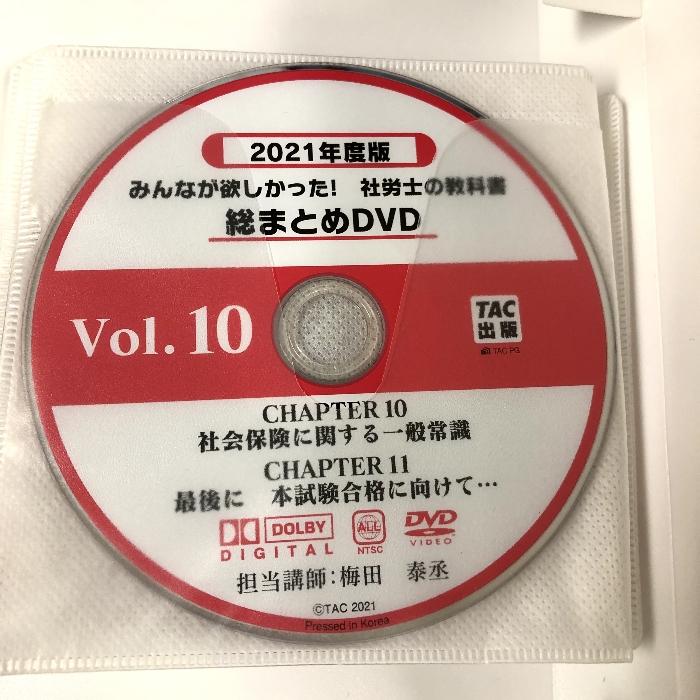 2021年度版
みんなが欲しかった! 社労士の教科書
総まとめDVD
Vol. 10
TAC
出版
TAC PG
CHAPTER 10
社会保険に関する一般常識
CHAPTER 11
最後に 本試験合格に向けて…
DOLBY
DIGITAL
ALL
NTSC
DVD
VIDEO
担当講師:梅田 泰丞
©TAC 2021
Pressed in Korea